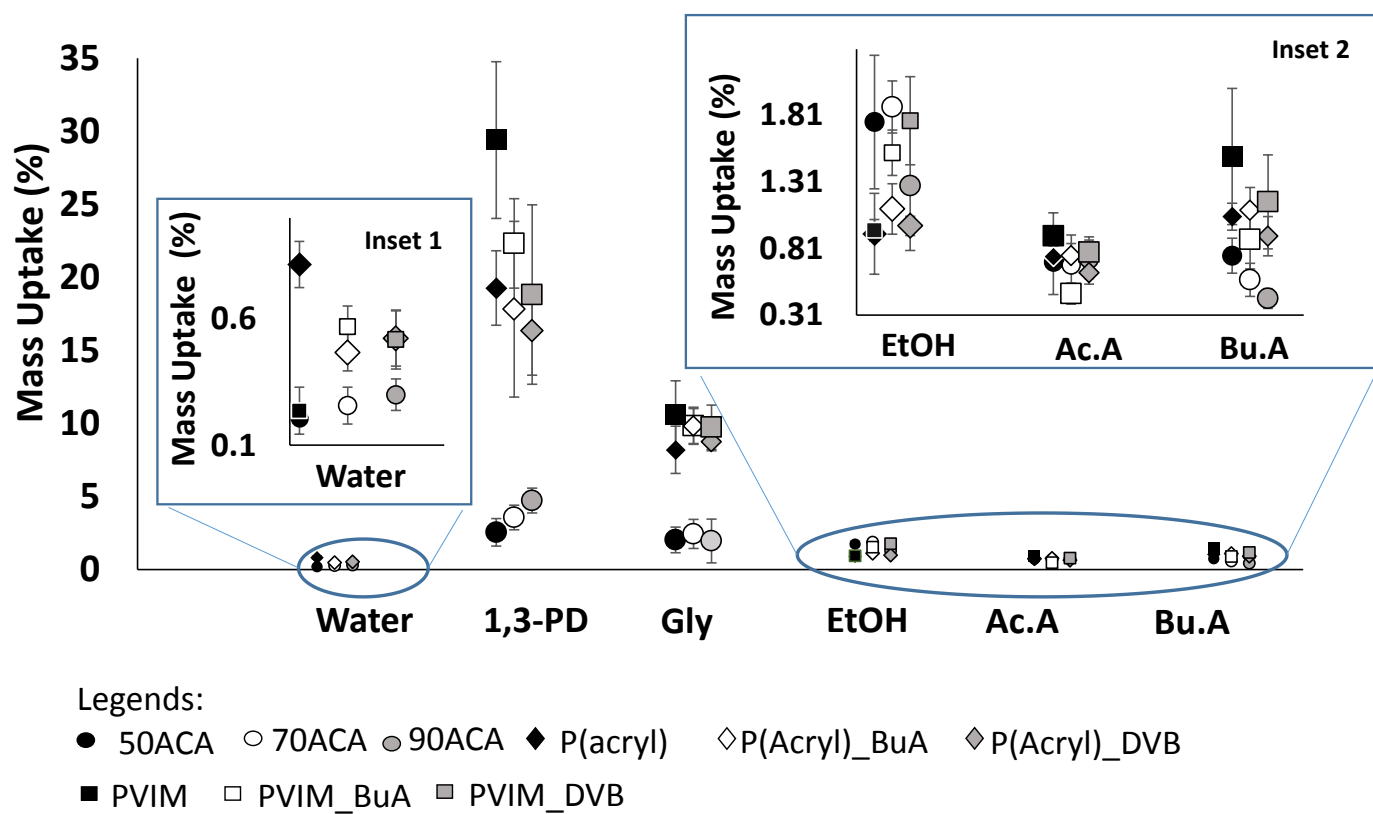 35
30
25
20
15
10
5
0
Mass Uptake (%)
Inset 1
Mass Uptake (%)
0.6
0.1
Water
Inset 2
Mass Uptake (%)
1.81
1.31
0.81
0.31
EtOH Ac.A Bu.A
Water 1,3-PD Gly EtOH Ac.A Bu.A
Legends:
50ACA 70ACA 90ACA P(acryl) P(Acryl)_BuA P(Acryl)_DVB
PVIM PVIM_BuA PVIM_DVB